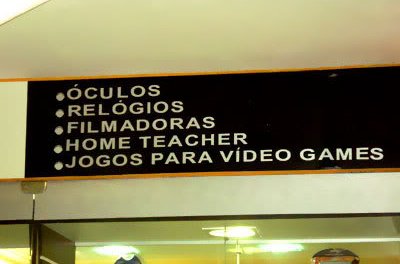 •ÓCULOS
•RELÓGIOS
•FILMADORAS
•HOME TEACHER
•JOGOS PARA VÍDEO GAMES